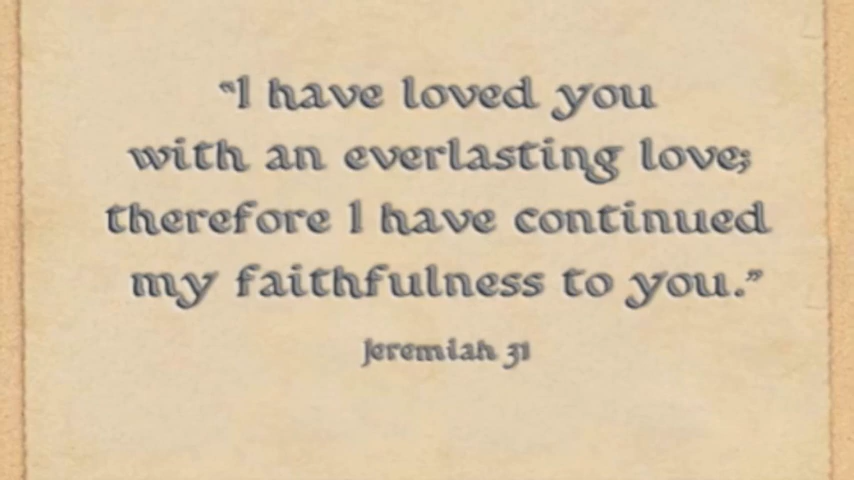 “I have loved you
with an everlasting love;
therefore I have continued
my faithfulness to you.”
Jeremiah 31